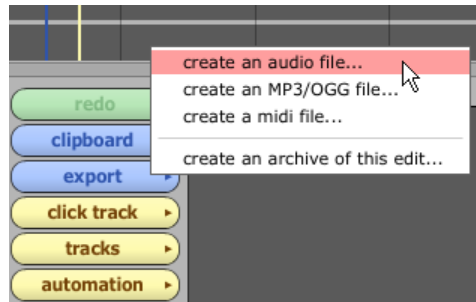 create an audio file...
create an MP3/OGG file...
create a midi file...
create an archive of this edit...
redo
clipboard
export
click track
tracks
automation